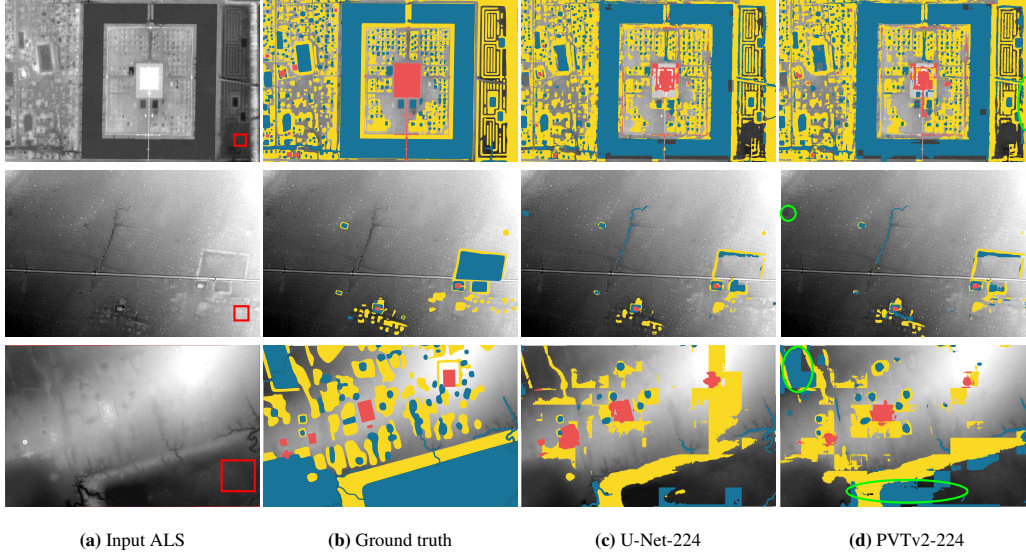 (a) Input ALS
(b) Ground truth
(c) U-Net-224
(d) PVTv2-224